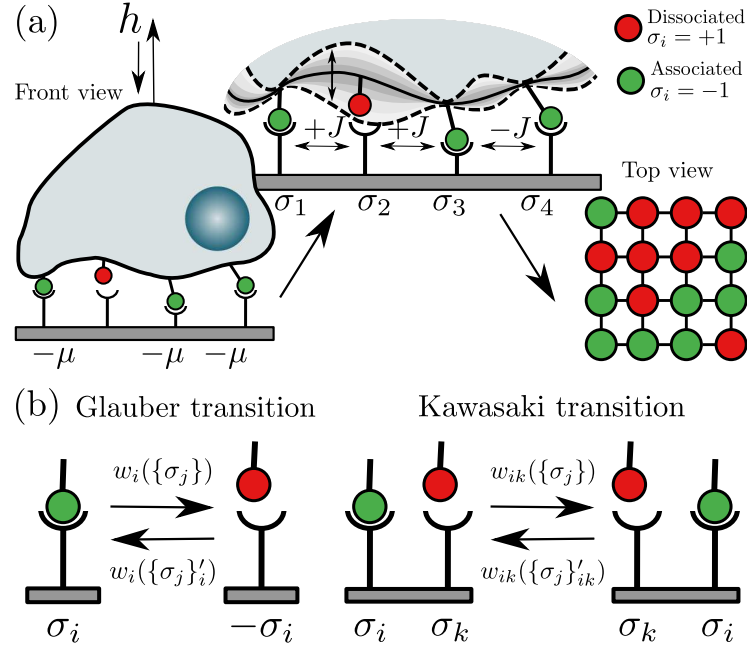 (a)
h
Front view
−μ −μ −μ
+J +J −J
σ₁ σ₂ σ₃ σ₄
Dissociated
σᵢ = +1
Associated
σᵢ = −1
Top view
(b)
Glauber transition
wᵢ({σⱼ})
wᵢ({σⱼ}′ᵢ)
σᵢ −σᵢ
Kawasaki transition
wᵢₖ({σⱼ})
wᵢₖ({σⱼ}′ᵢₖ)
σᵢ σₖ σₖ σᵢ